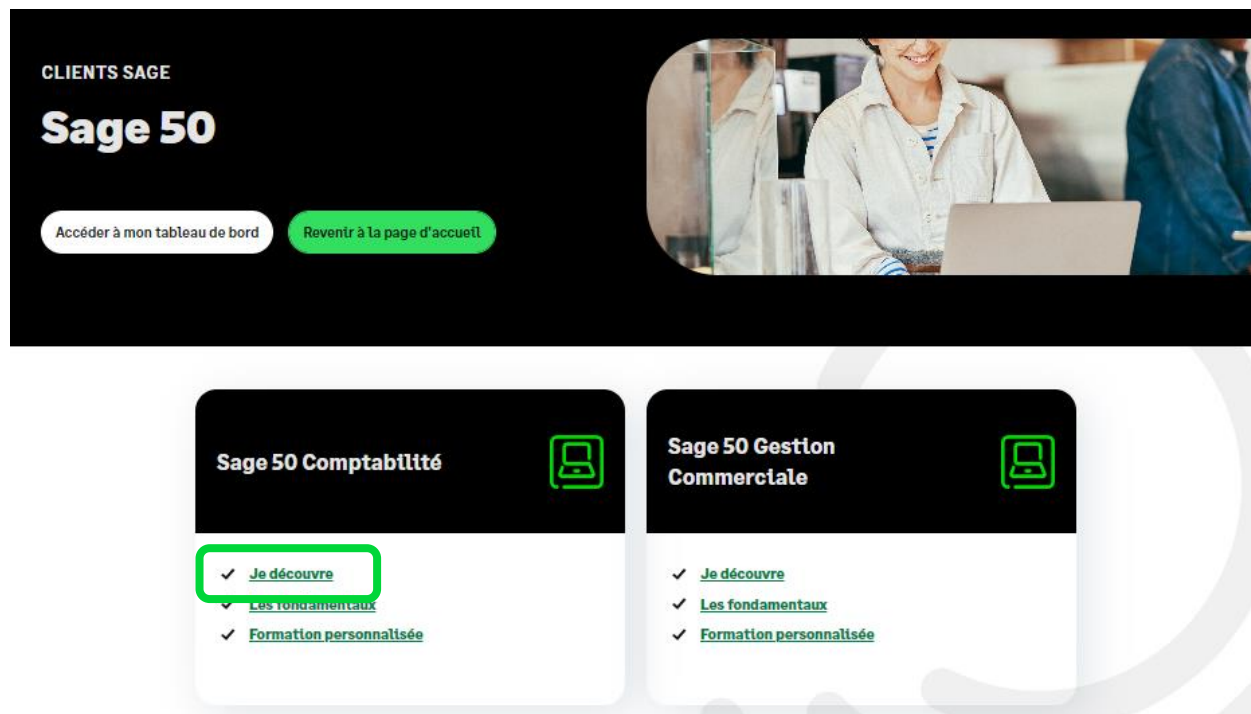 CLIENTS SAGE
Sage 50
Accéder à mon tableau de bord
Revenir à la page d'accueil
Sage 50 Comptabilité
Je découvre
Les fondamentaux
Formation personnalisée
Sage 50 Gestion
Commerciale
Je découvre
Les fondamentaux
Formation personnalisée